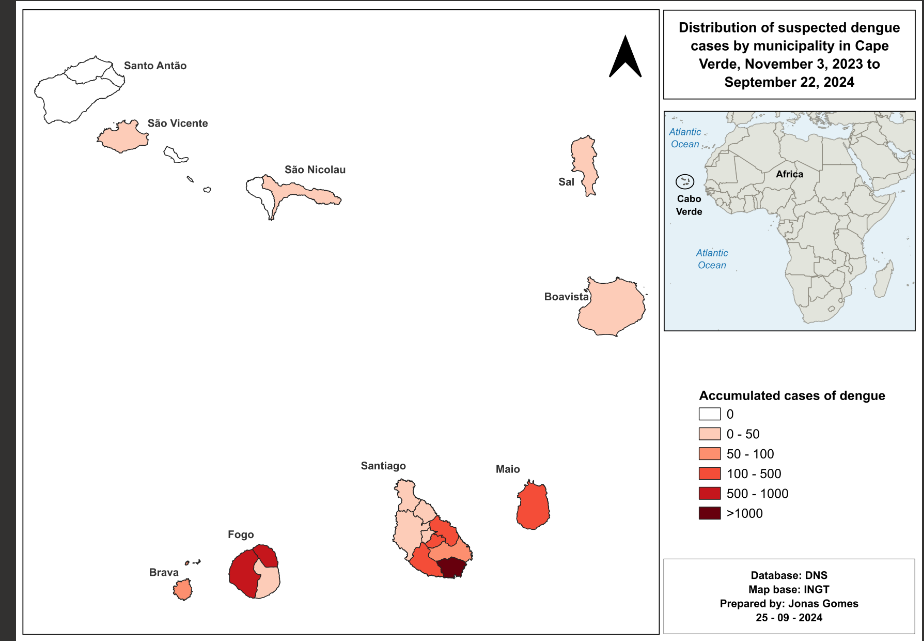 Distribution of suspected dengue
cases by municipality in Cape
Verde, November 3, 2023 to
September 22, 2024
Santo Antão
São Vicente
São Nicolau
Sal
Boavista
Santiago
Maio
Fogo
Brava
Atlantic
Ocean
Africa
Cabo
Verde
Atlantic
Ocean
Accumulated cases of dengue
0
0 - 50
50 - 100
100 - 500
500 - 1000
>1000
Database: DNS
Map base: INGT
Prepared by: Jonas Gomes
25 - 09 - 2024